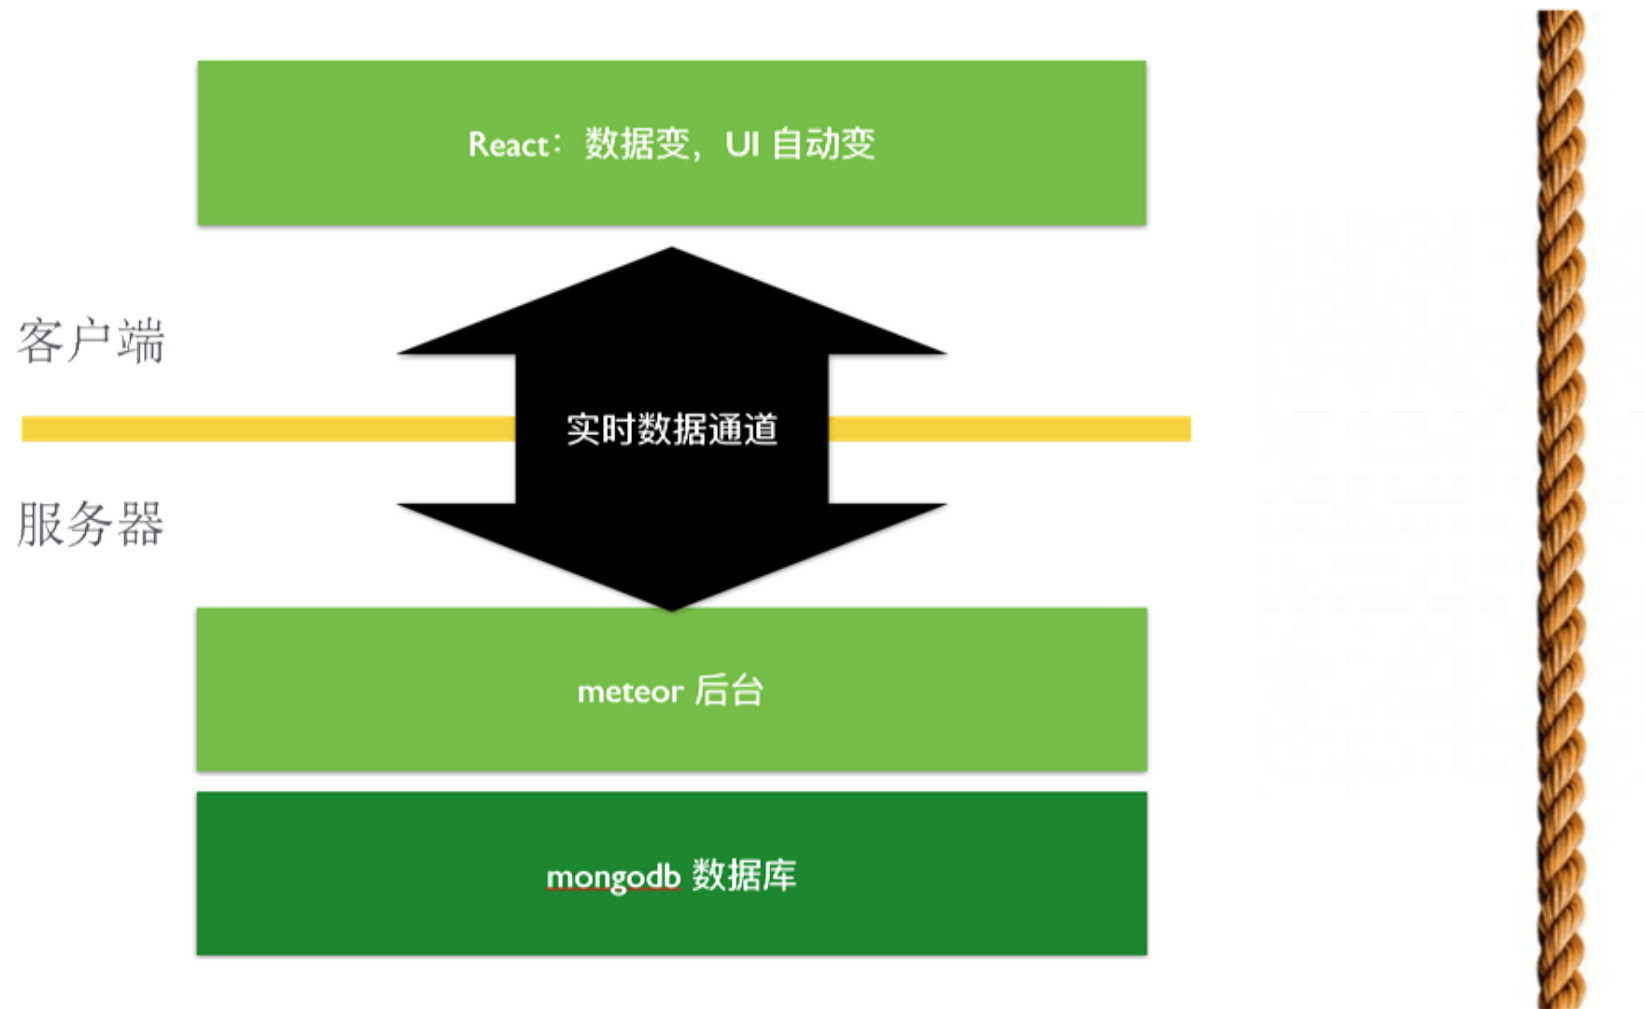 React：数据变，UI 自动变
客户端
实时数据通道
服务器
meteor 后台
mongodb 数据库